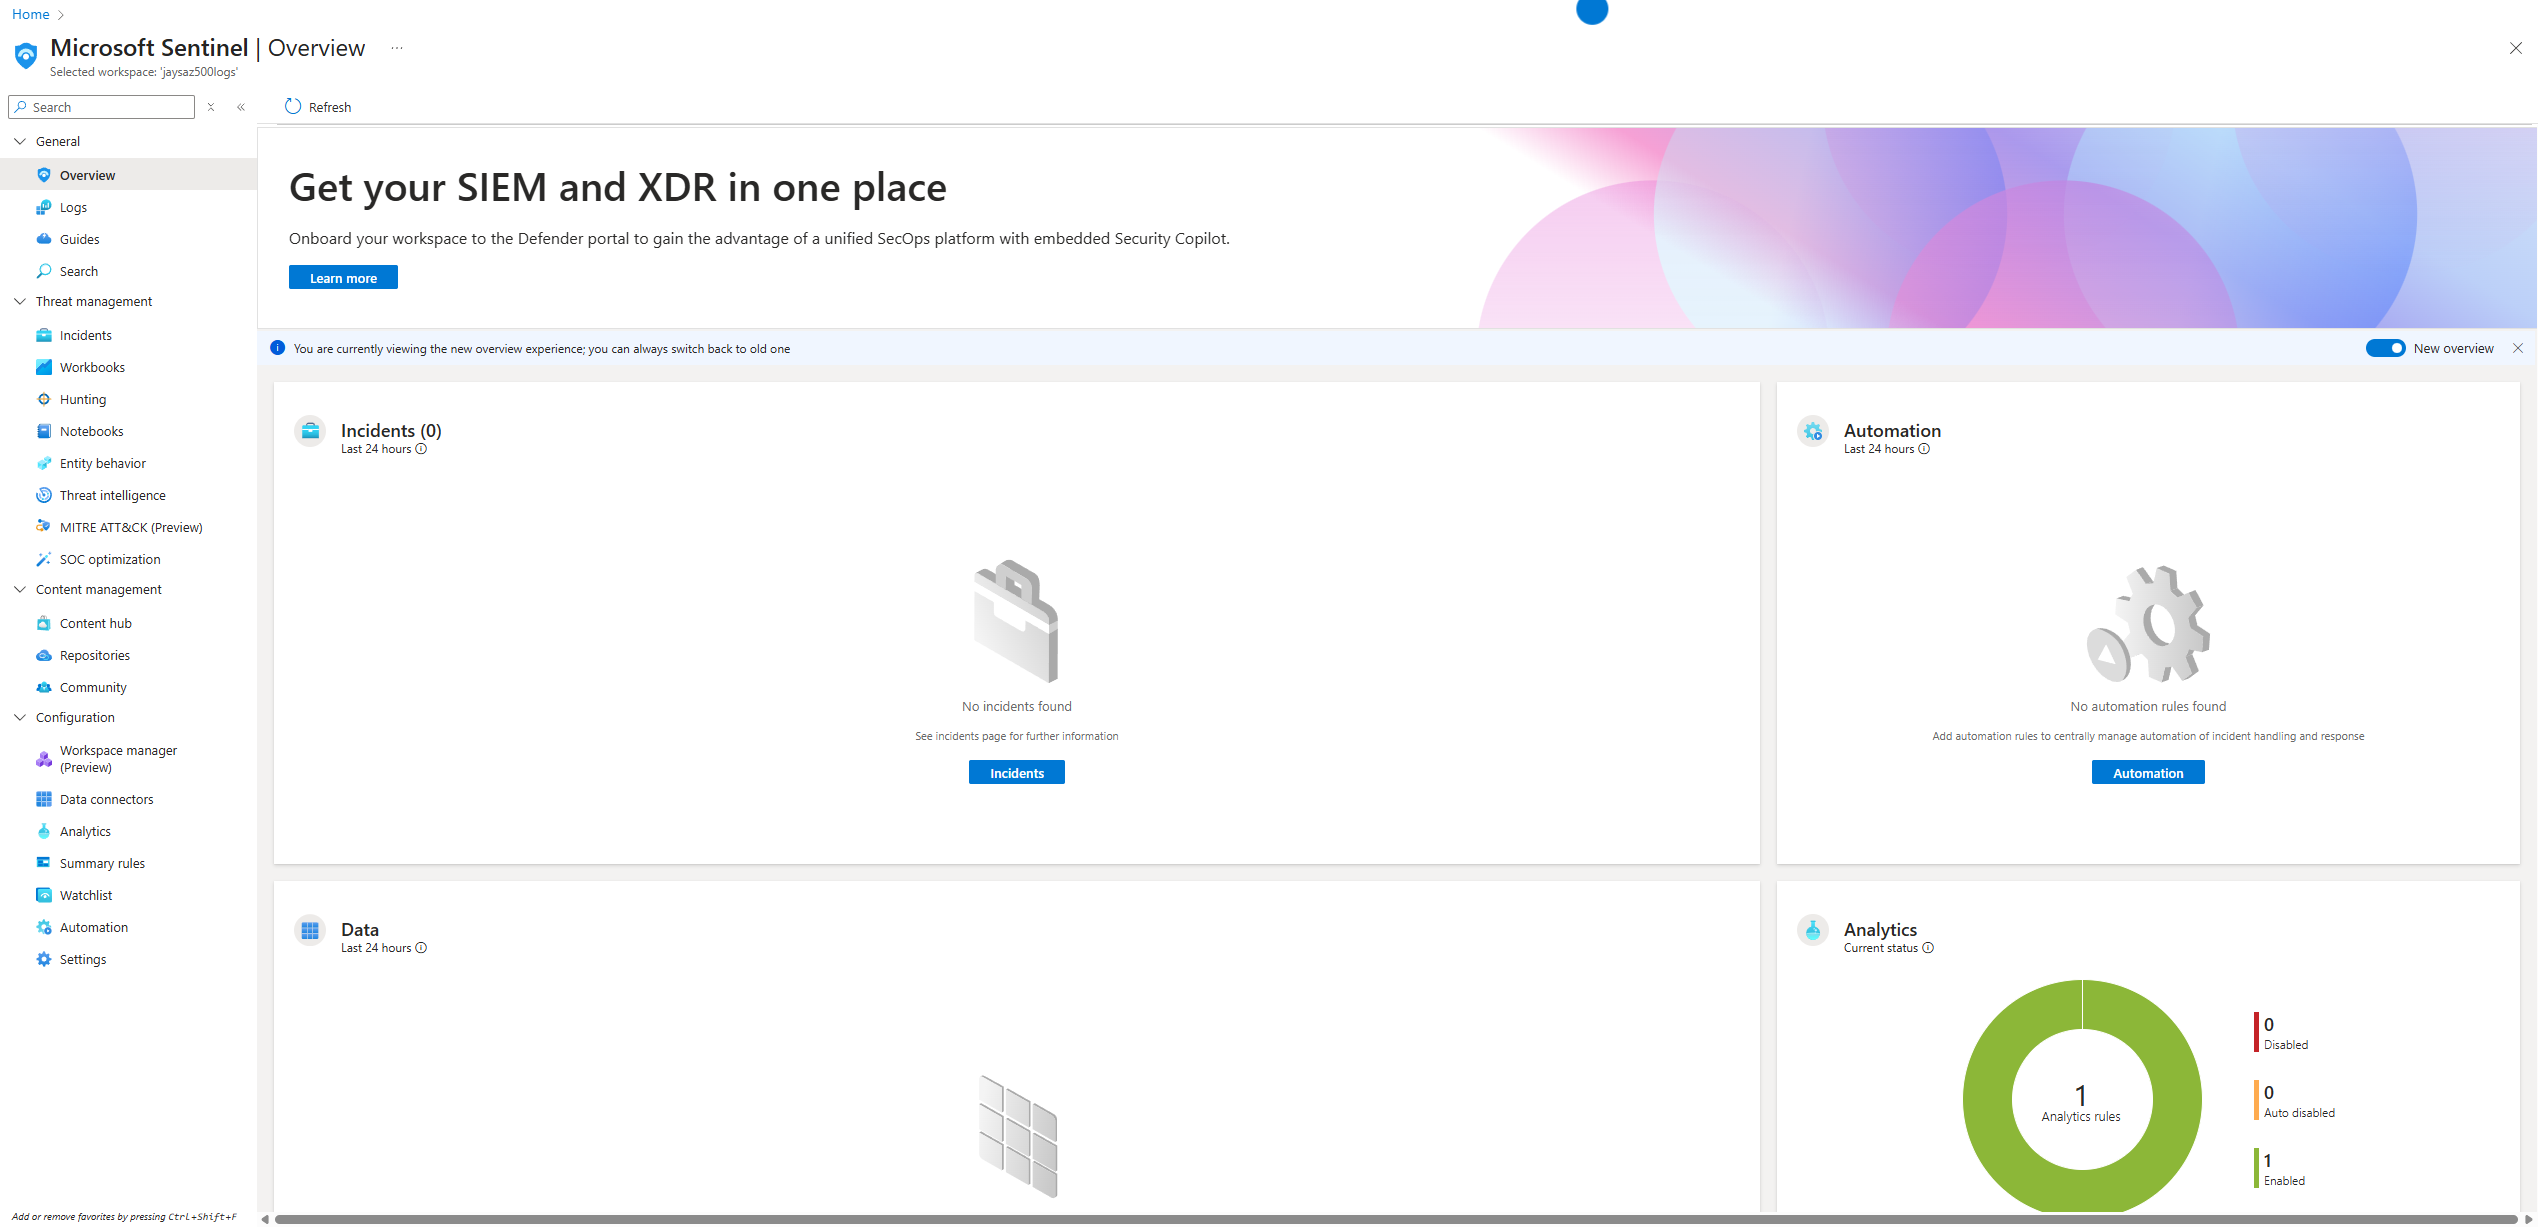 Home
Microsoft Sentinel | Overview ...
Selected workspace: 'jaysaz500logs'
Search
Refresh
General
Overview
Logs
Guides
Search
Threat management
Incidents
Workbooks
Hunting
Notebooks
Entity behavior
Threat intelligence
MITRE ATT&CK (Preview)
SOC optimization
Content management
Content hub
Repositories
Community
Configuration
Workspace manager
(Preview)
Data connectors
Analytics
Summary rules
Watchlist
Automation
Settings
Add or remove favorites by pressing Ctrl+Shift+F
Get your SIEM and XDR in one place
Onboard your workspace to the Defender portal to gain the advantage of a unified SecOps platform with embedded Security Copilot.
Learn more
You are currently viewing the new overview experience; you can always switch back to old one
New overview
Incidents (0)
Last 24 hours
No incidents found
See incidents page for further information
Incidents
Automation
Last 24 hours
No automation rules found
Add automation rules to centrally manage automation of incident handling and response
Automation
Data
Last 24 hours
Analytics
Current status
1
Analytics rules
0
Disabled
0
Auto disabled
1
Enabled